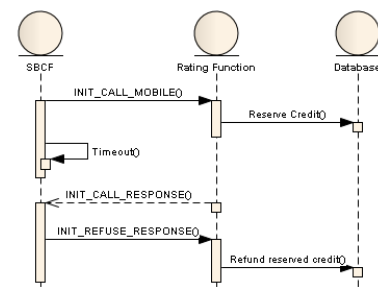 SBCF
Rating Function
Database
INIT_CALL_MOBILE()
Reserve Credit()
Timeout()
INIT_CALL_RESPONSE()
INIT_REFUSE_RESPONSE()
Refund reserved credit()